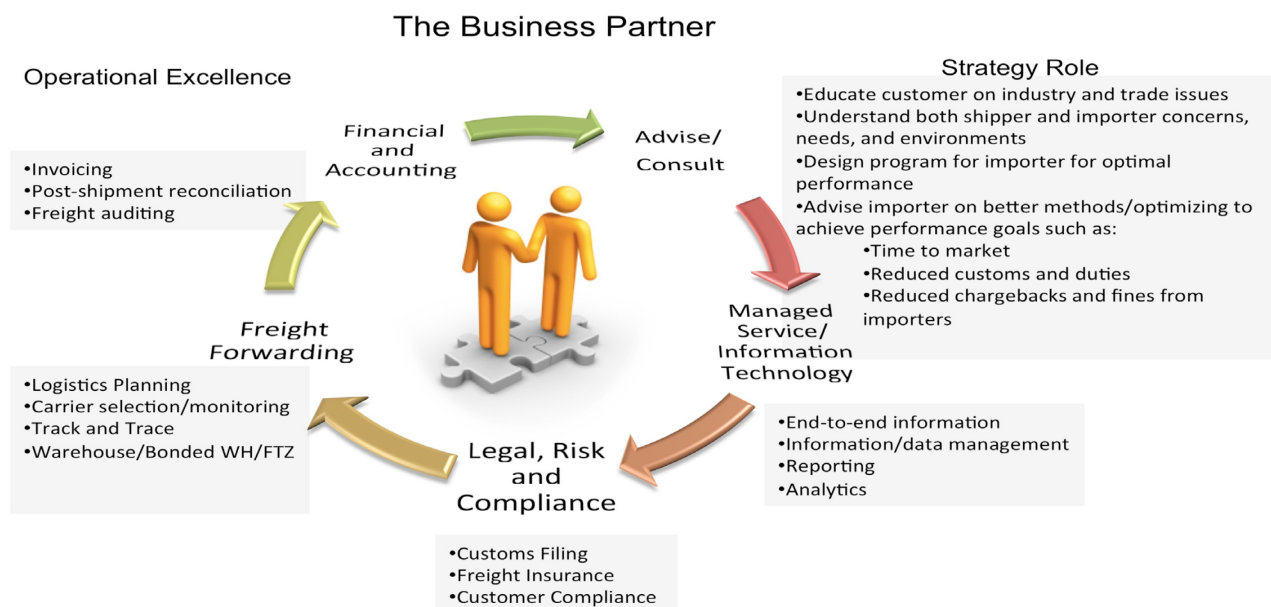 The Business Partner
Operational Excellence
Strategy Role
•Educate customer on industry and trade issues
•Understand both shipper and importer concerns,
needs, and environments
•Design program for importer for optimal
performance
•Advise importer on better methods/optimizing to
achieve performance goals such as:
•Time to market
•Reduced customs and duties
•Reduced chargebacks and fines from
importers
Financial
and
Accounting
Advise/
Consult
•Invoicing
•Post-shipment reconciliation
•Freight auditing
Managed
Service/
Information
Technology
Freight
Forwarding
•Logistics Planning
•Carrier selection/monitoring
•Track and Trace
•Warehouse/Bonded WH/FTZ
•End-to-end information
•Information/data management
•Reporting
•Analytics
Legal, Risk
and
Compliance
•Customs Filing
•Freight Insurance
•Customer Compliance